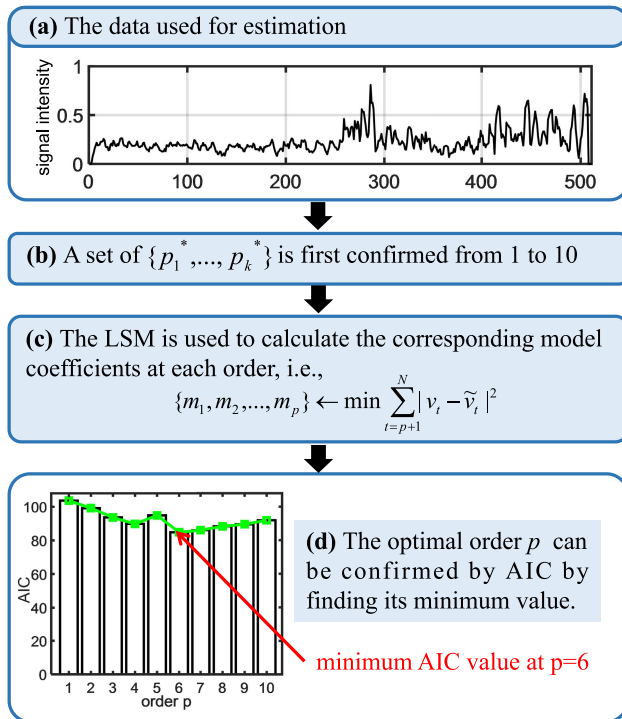 (a) The data used for estimation
signal intensity
1
0.5
0
0 100 200 300 400 500
(b) A set of {p₁*,..., pₖ*} is first confirmed from 1 to 10
(c) The LSM is used to calculate the corresponding model
coefficients at each order, i.e.,
{m₁, m₂,..., mₚ} ← min ∑_{t=p+1}^{N} | vₜ − ṽₜ |²
AIC
100
80
60
40
20
0
1 2 3 4 5 6 7 8 9 10
order p
(d) The optimal order p can
be confirmed by AIC by
finding its minimum value.
minimum AIC value at p=6